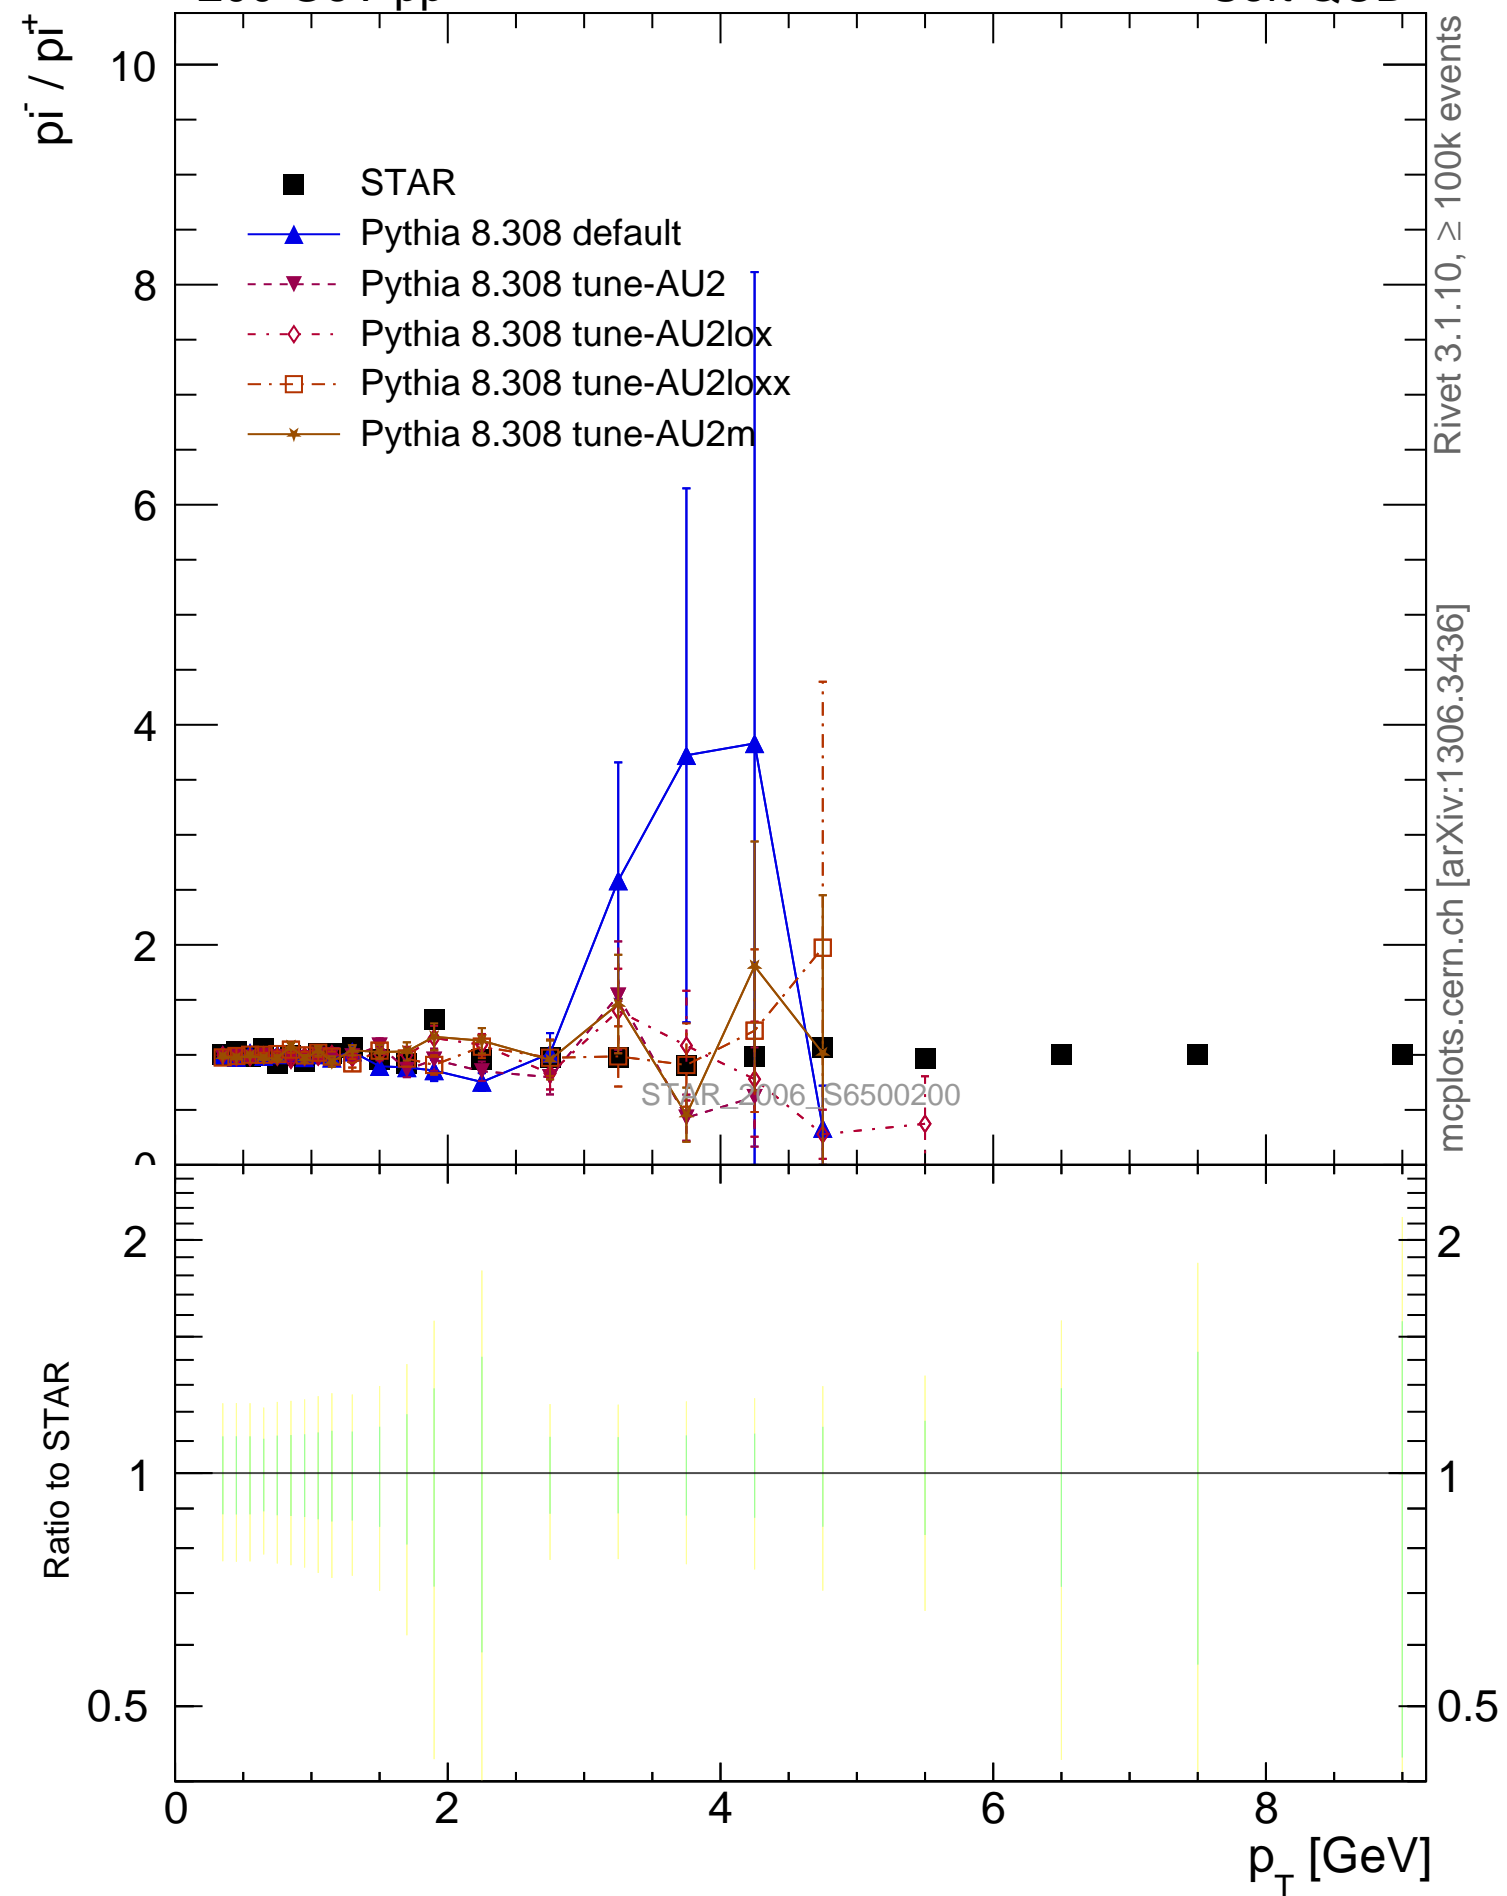 pi⁻ / pi⁺
10
8
6
4
2
0
STAR
Pythia 8.308 default
Pythia 8.308 tune-AU2
Pythia 8.308 tune-AU2lox
Pythia 8.308 tune-AU2loxx
Pythia 8.308 tune-AU2m
STAR_2006_S6500200
Rivet 3.1.10, ≥ 100k events
mcplots.cern.ch [arXiv:1306.3436]
Ratio to STAR
2
1
0.5
2
1
0.5
0 2 4 6 8
p_T [GeV]